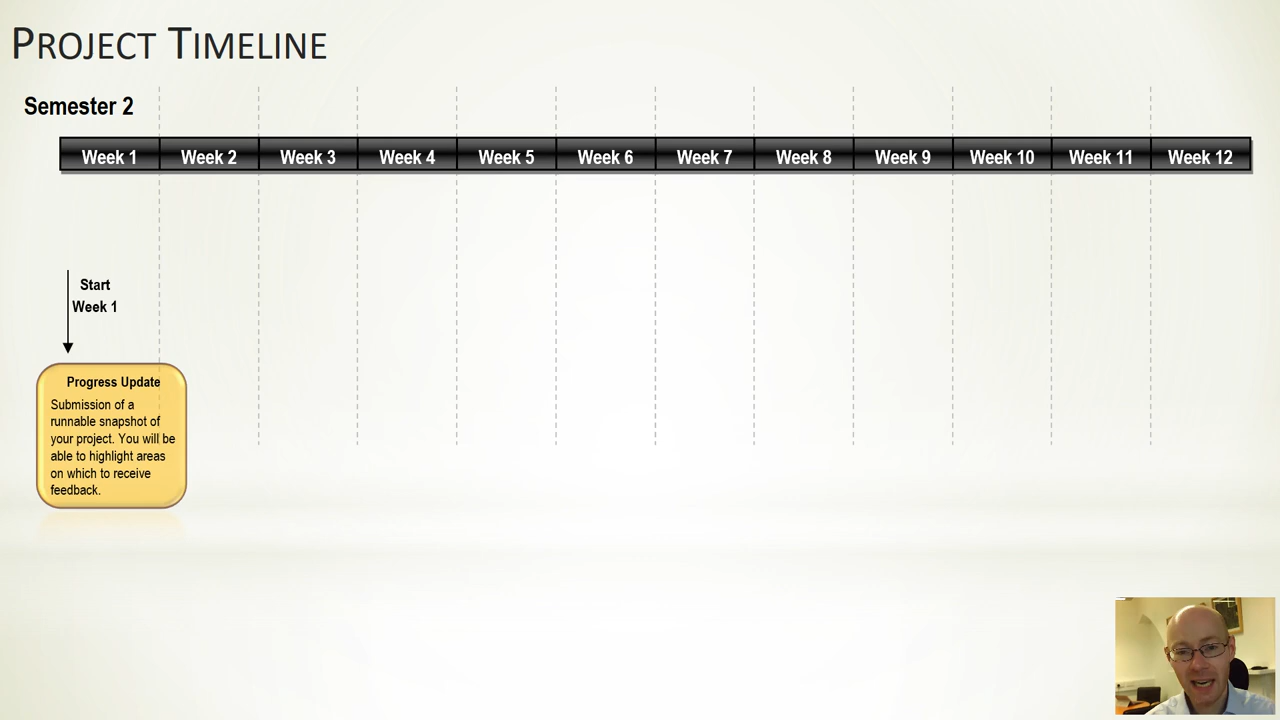 PROJECT TIMELINE
Semester 2
Week 1 Week 2 Week 3 Week 4 Week 5 Week 6 Week 7 Week 8 Week 9 Week 10 Week 11 Week 12
Start
Week 1
Progress Update
Submission of a
runnable snapshot of
your project. You will be
able to highlight areas
on which to receive
feedback.